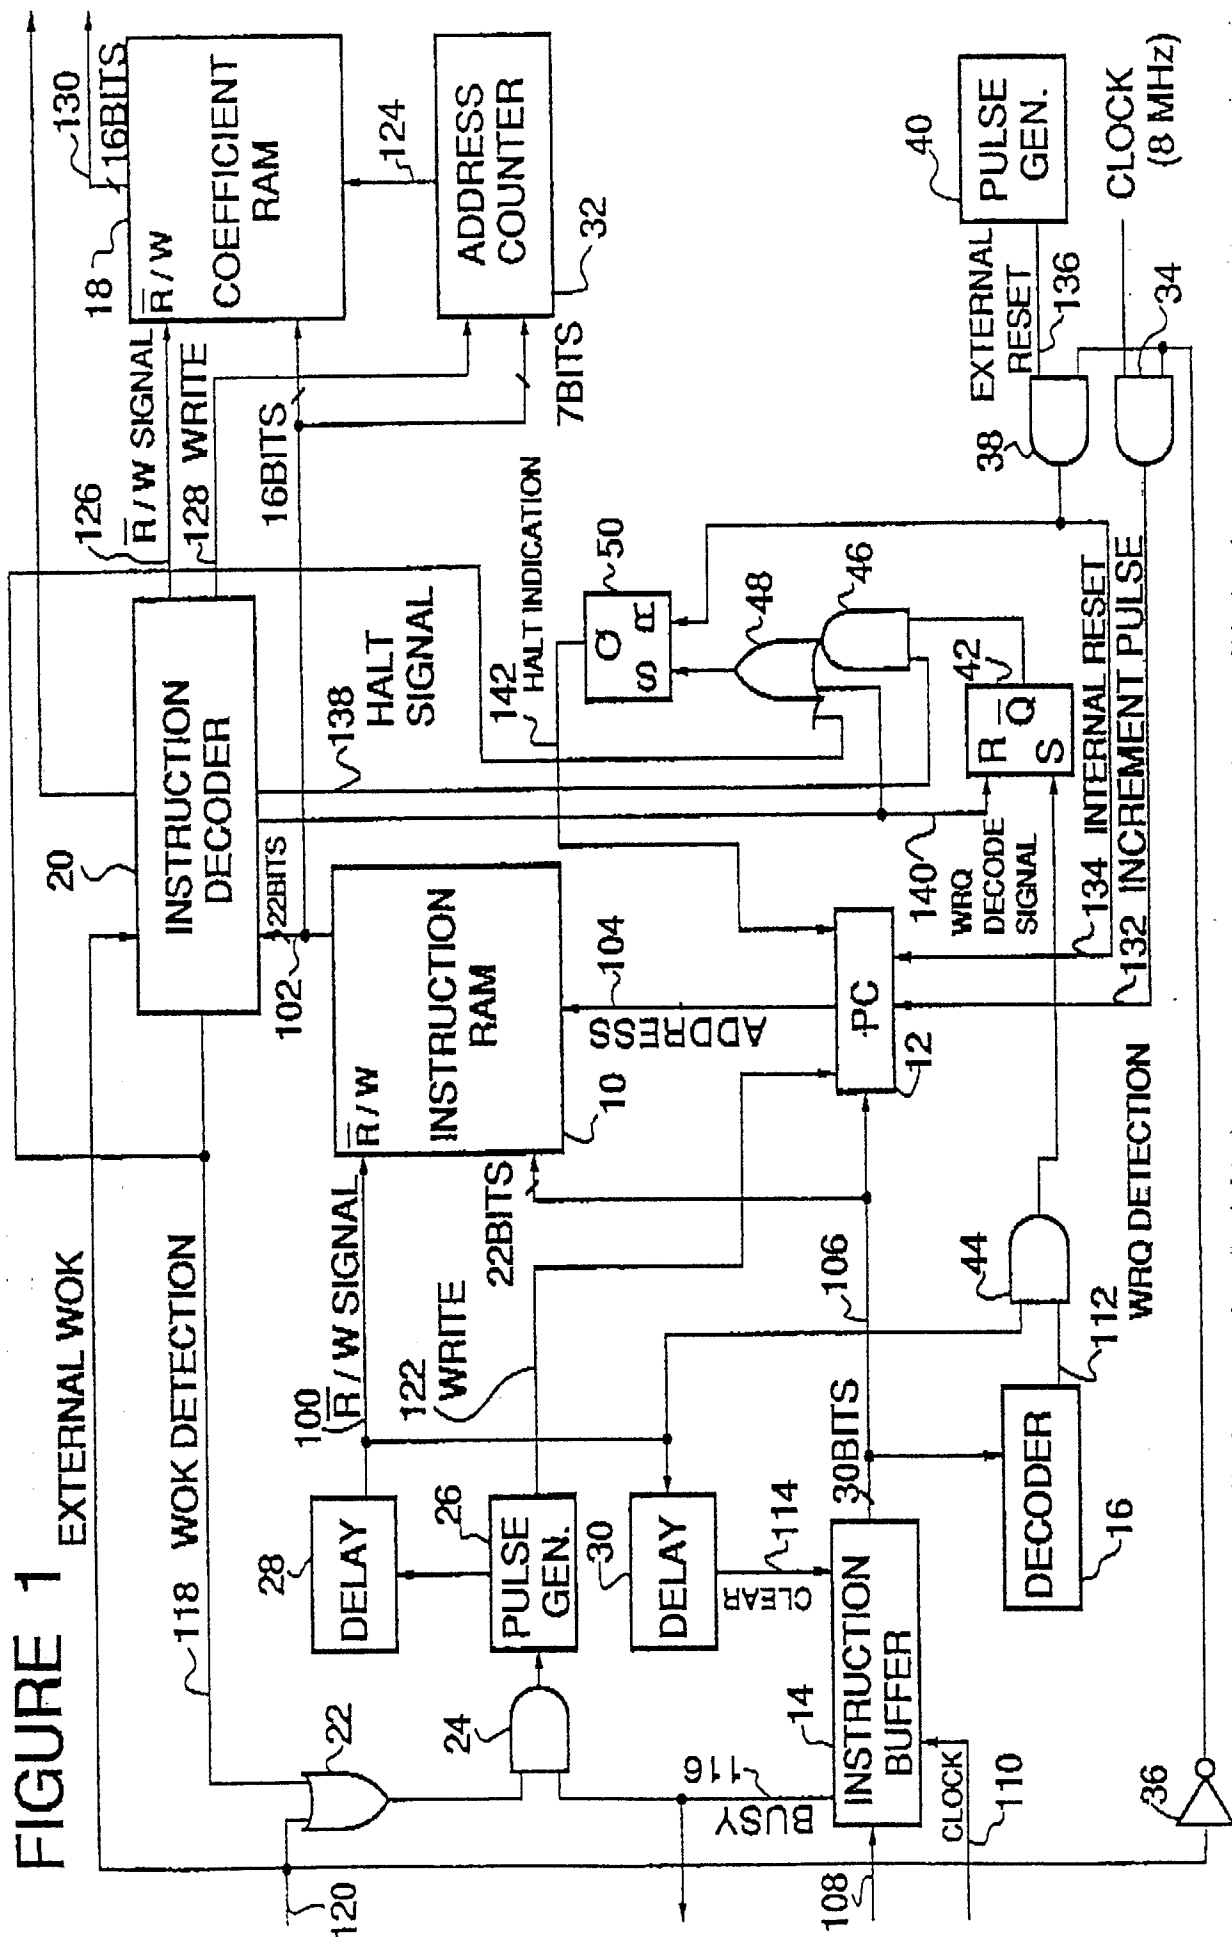 FIGURE 1
EXTERNAL WOK
118 WOK DETECTION
120
22
24
28
DELAY
26
PULSE
GEN.
30
DELAY
114
CLEAR
100
R̅/W SIGNAL
122
WRITE
14
INSTRUCTION
BUFFER
BUSY
116
108
CLOCK
110
30BITS
106
DECODER
16
112
WRQ DETECTION
44
36
20
INSTRUCTION
DECODER
102
22BITS
R̅/W
INSTRUCTION
RAM
10
22BITS
104
ADDRESS
PC
12
126
R̅/W SIGNAL
128 WRITE
16BITS
138
HALT
SIGNAL
142
HALT INDICATION
50
Q
S R
48
46
42
R Q̅
S
140
WRQ
DECODE
SIGNAL
134 INTERNAL RESET
132 INCREMENT PULSE
130
16BITS
18
R̅/W
COEFFICIENT
RAM
124
ADDRESS
COUNTER
32
7BITS
40
PULSE
GEN.
EXTERNAL
RESET
136
38
34
CLOCK
(8 MHz)